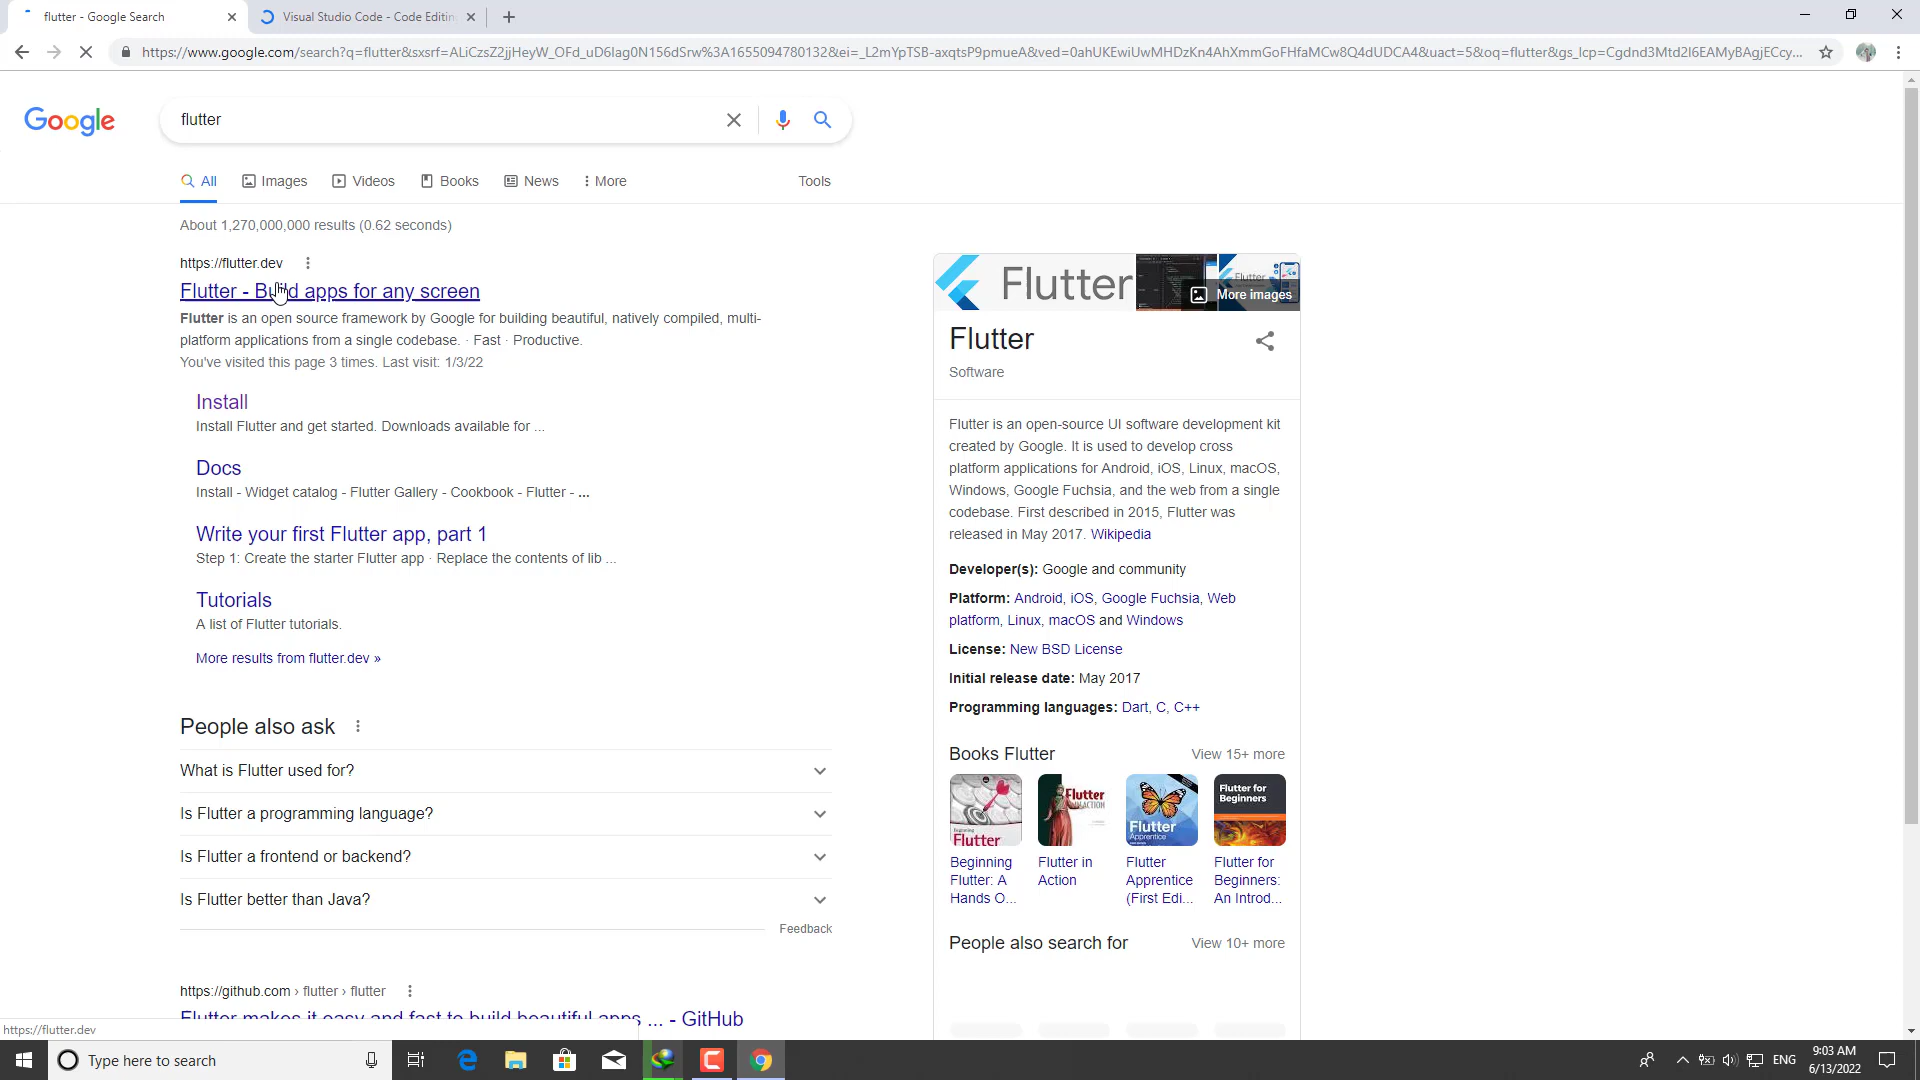 flutter - Google Search
Visual Studio Code - Code Editin
https://www.google.com/search?q=flutter&sxsrf=ALiCzsZ2jjHeyW_OFd_uD6Iag0N156dSrw%3A1655094780132&ei=_L2mYpTSB-axqtsP9pmueA&ved=0ahUKEwiUwMHDzKn4AhXmmGoFHfaMCw8Q4dUDCA4&uact=5&oq=flutter&gs_lcp=Cgdnd3Mtd2l6EAMyBAgjECcy...
Google
flutter
All Images Videos Books News More Tools
About 1,270,000,000 results (0.62 seconds)
https://flutter.dev
Flutter - Build apps for any screen
Flutter is an open source framework by Google for building beautiful, natively compiled, multi-
platform applications from a single codebase. · Fast · Productive.
You've visited this page 3 times. Last visit: 1/3/22
Install
Install Flutter and get started. Downloads available for ...
Docs
Install - Widget catalog - Flutter Gallery - Cookbook - Flutter - ...
Write your first Flutter app, part 1
Step 1: Create the starter Flutter app · Replace the contents of lib ...
Tutorials
A list of Flutter tutorials.
More results from flutter.dev »
People also ask
What is Flutter used for?
Is Flutter a programming language?
Is Flutter a frontend or backend?
Is Flutter better than Java?
Feedback
https://github.com › flutter › flutter
Flutter makes it easy and fast to build beautiful apps ... - GitHub
https://flutter.dev
Flutter
More images
Flutter
Software
Flutter is an open-source UI software development kit
created by Google. It is used to develop cross
platform applications for Android, iOS, Linux, macOS,
Windows, Google Fuchsia, and the web from a single
codebase. First described in 2015, Flutter was
released in May 2017. Wikipedia
Developer(s): Google and community
Platform: Android, iOS, Google Fuchsia, Web
platform, Linux, macOS and Windows
License: New BSD License
Initial release date: May 2017
Programming languages: Dart, C, C++
Books Flutter View 15+ more
Beginning
Flutter: A
Hands O...
Flutter in
Action
Flutter
Apprentice
(First Edi...
Flutter for
Beginners:
An Introd...
People also search for View 10+ more
Type here to search
ENG
9:03 AM
6/13/2022